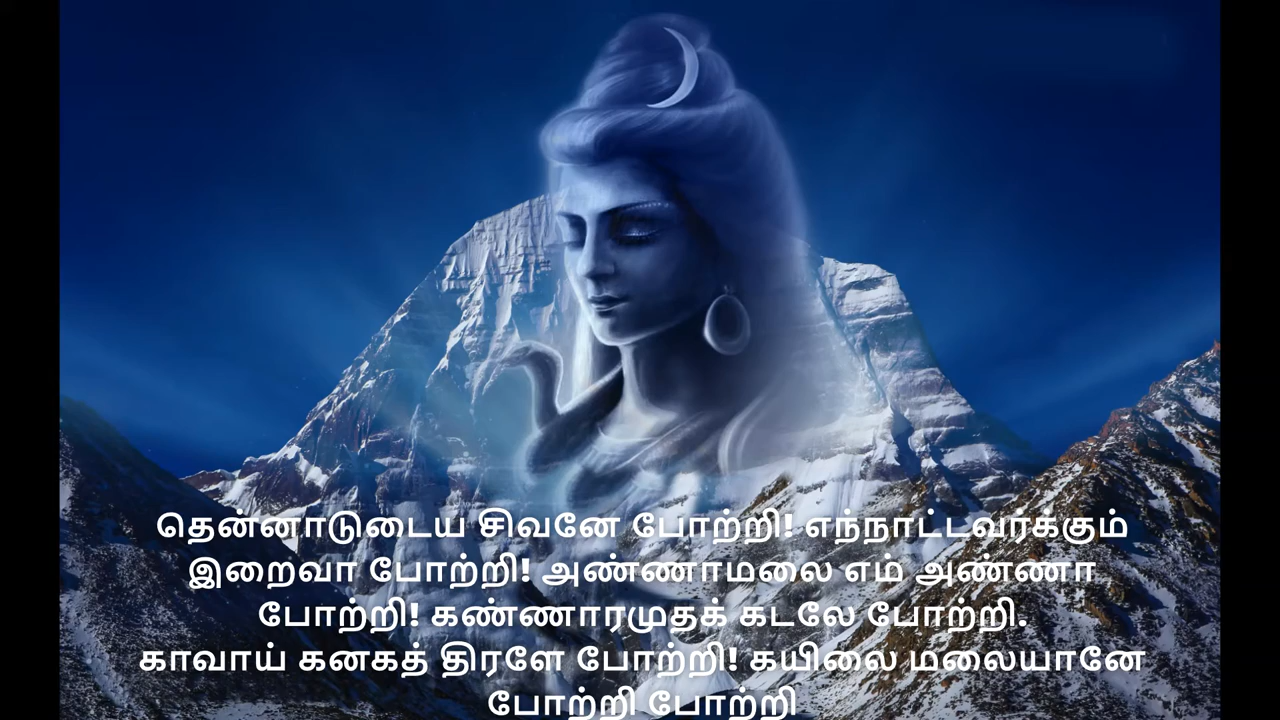 தென்னாடுடைய சிவனே போற்றி! எந்நாட்டவர்க்கும்
இறைவா போற்றி! அண்ணாமலை எம் அண்ணா
போற்றி! கண்ணாரமுதக் கடலே போற்றி.
காவாய் கனகத் திரளே போற்றி! கயிலை மலையானே
போற்றி போற்றி